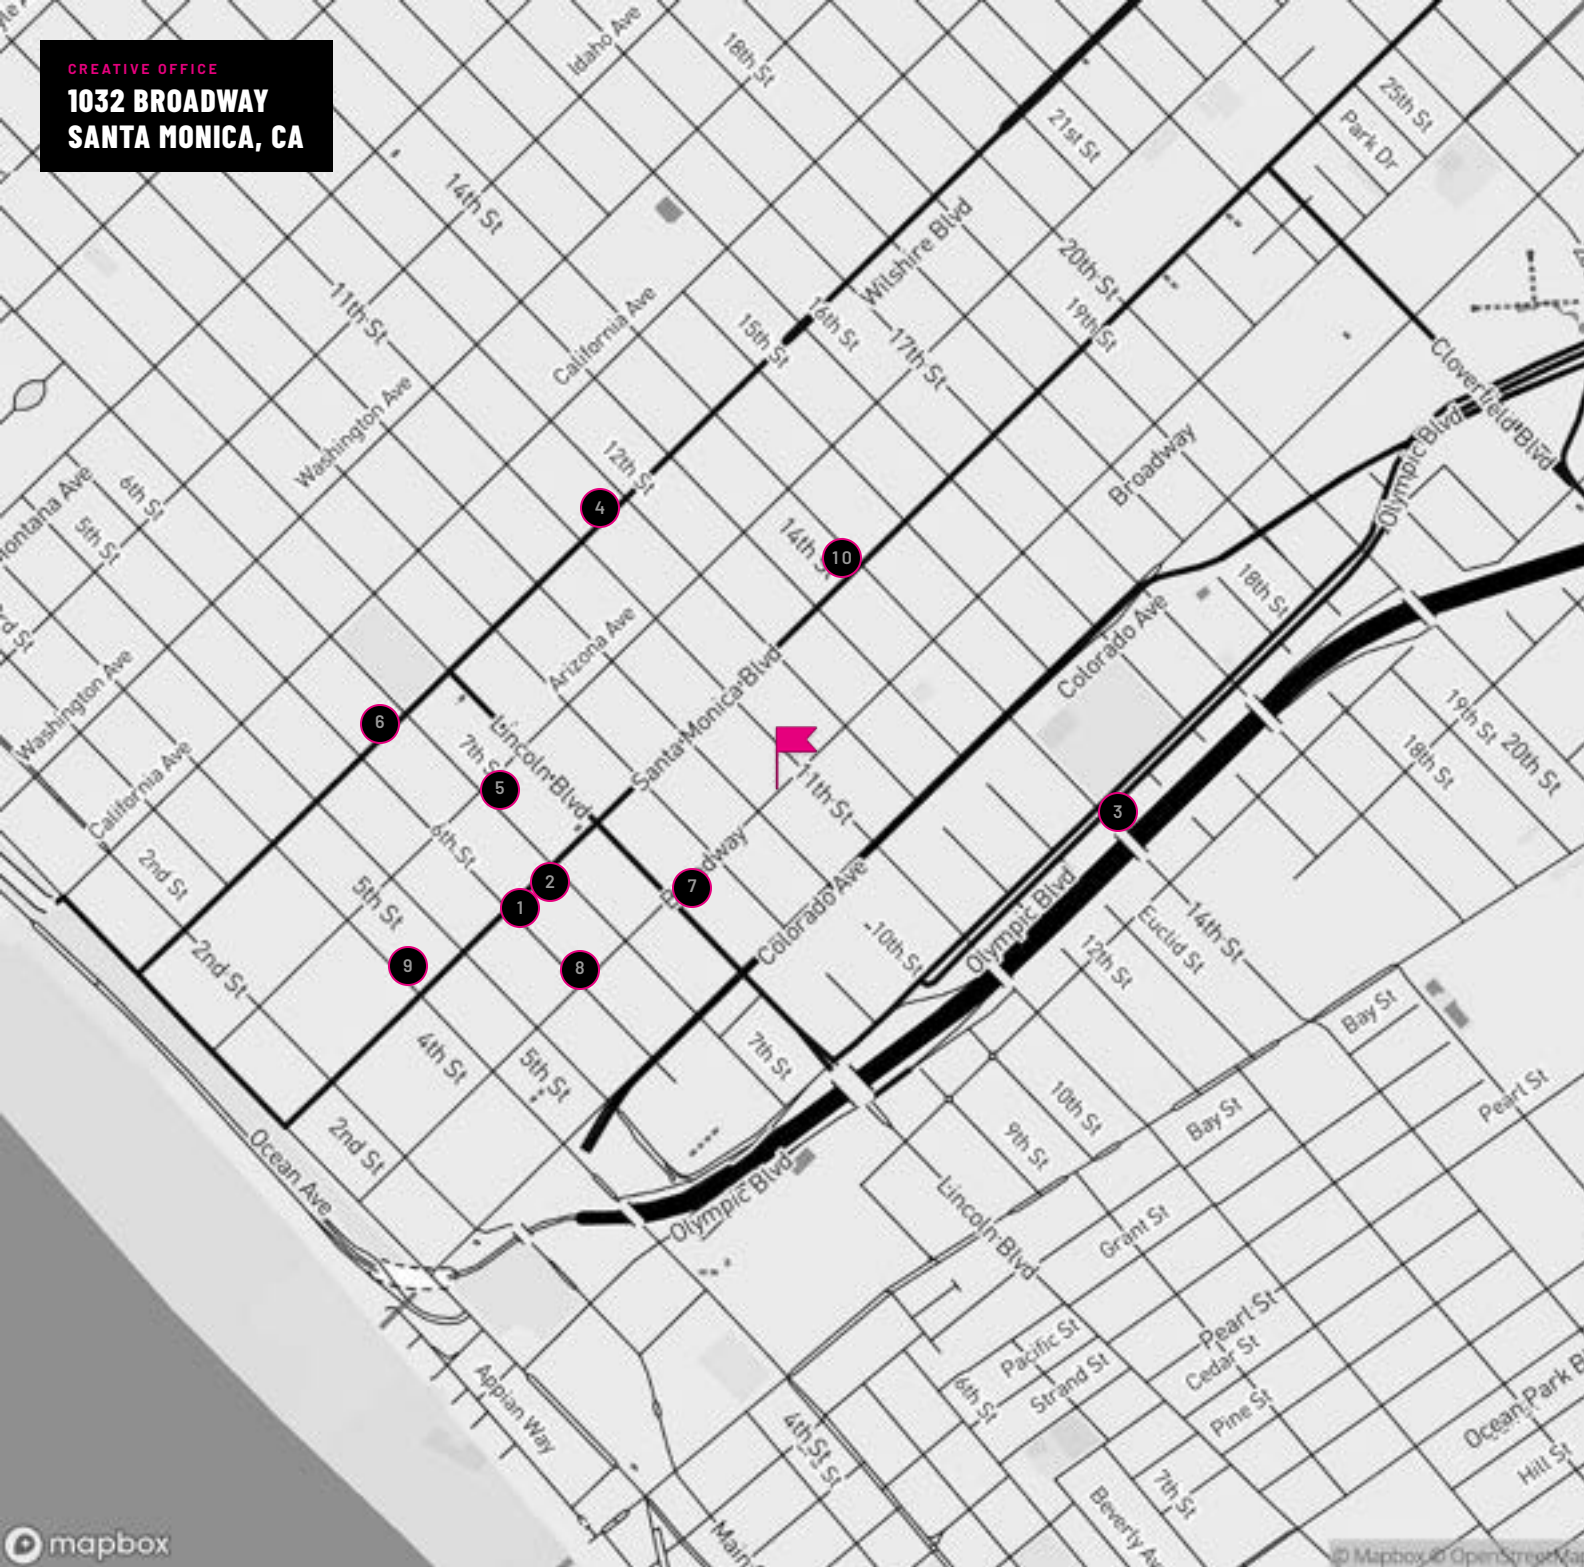 CREATIVE OFFICE
1032 BROADWAY
SANTA MONICA, CA
Idaho Ave
18th St
25th St
Park Dr
21st St
14th St
Wilshire Blvd
20th St
19th St
11th St
California Ave
15th St
16th St
17th St
Cloverfield Blvd
Olympic Blvd
Olympic Blvd
Washington Ave
Broadway
12th St
4
6th St
5th St
14th St
10
18th St
Colorado Ave
Arizona Ave
Santa Monica Blvd
Washington Ave
California Ave
6
7th S
Lincoln Blvd
5
11th St
19th St
20th St
18th St
3
6th St
2nd St
5th St
2
1
7
dway
Colorado Ave
10th St
Olympic Blvd
12th St
Euclid St
14th St
2nd St
9
8
4th St
5th St
7th St
Bay St
Bay St
Pearl St
10th St
9th St
2nd St
Ocean Ave
Olympic Blvd
Lincoln Blvd
Grant St
Pearl St
Cedar St
Pacific St
Strand St
6th St
Pine St
Ocean Park B
Hill St
Appian Way
4th St
7th St
Beverly Av
Main
mapbox
© Mapbox © OpenStreetMa